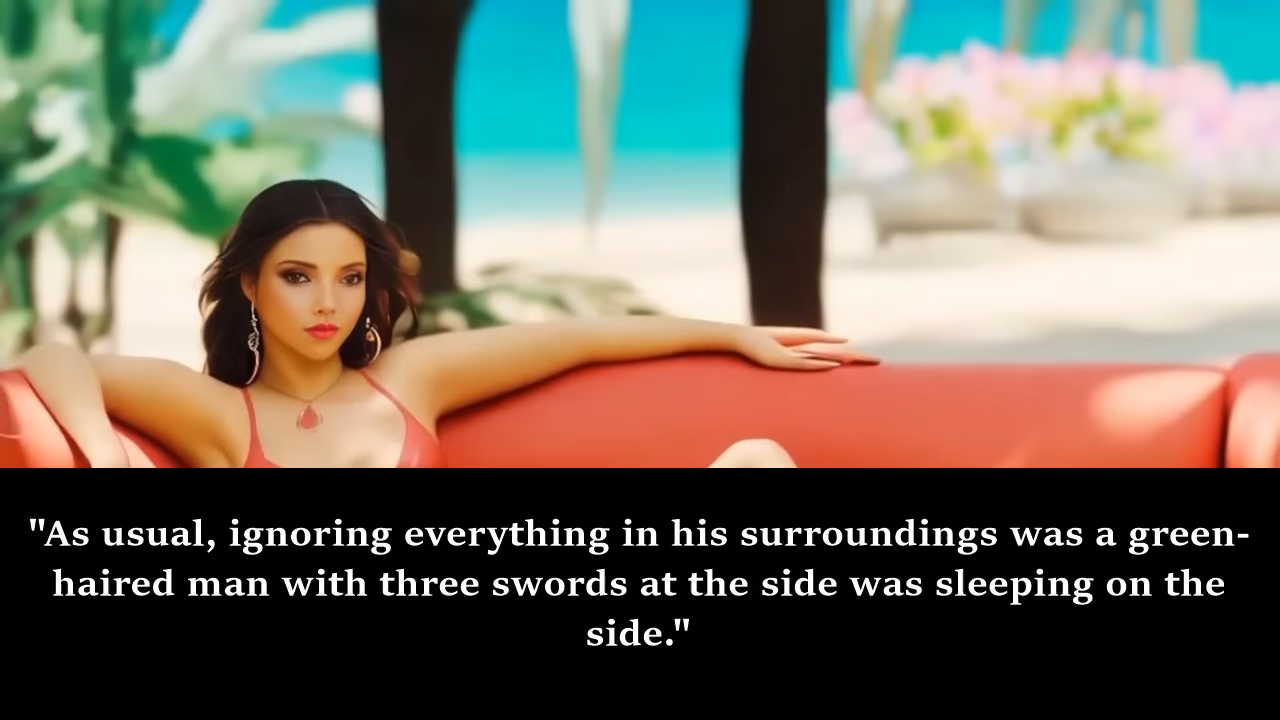 "As usual, ignoring everything in his surroundings was a green-
haired man with three swords at the side was sleeping on the
side."